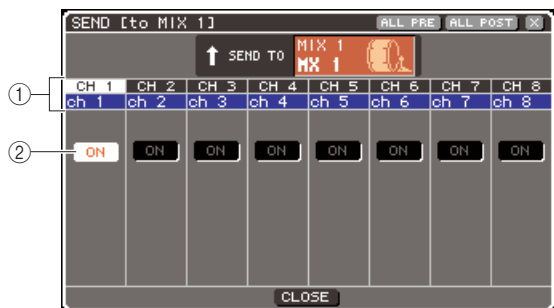 SEND [to MIX 1] ALL PRE ALL POST X
SEND TO MIX 1
MX 1
① CH 1 CH 2 CH 3 CH 4 CH 5 CH 6 CH 7 CH 8
ch 1 ch 2 ch 3 ch 4 ch 5 ch 6 ch 7 ch 8
② ON ON ON ON ON ON ON ON
CLOSE